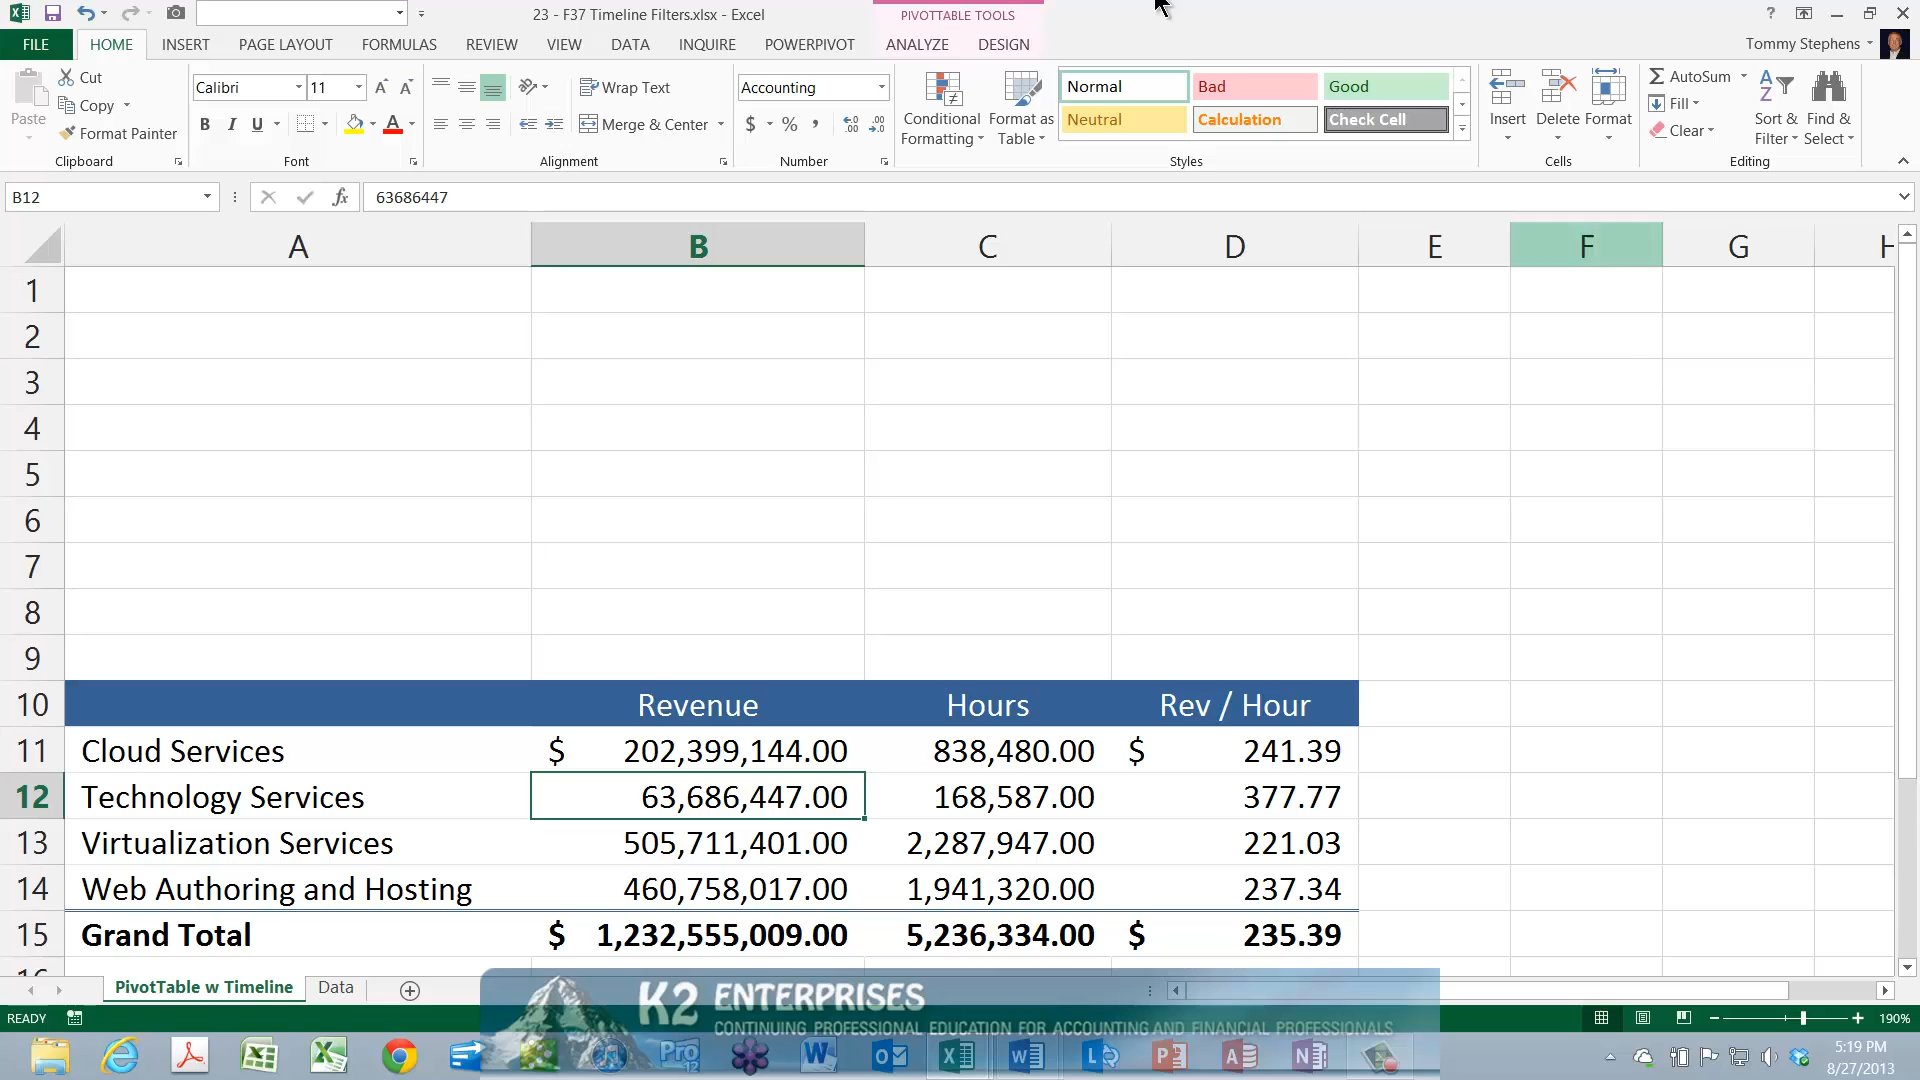 23 - F37 Timeline Filters.xlsx - Excel
PIVOTTABLE TOOLS
FILE HOME INSERT PAGE LAYOUT FORMULAS REVIEW VIEW DATA INQUIRE POWERPIVOT ANALYZE DESIGN
Tommy Stephens
Paste
Cut
Copy
Format Painter
Clipboard
Calibri 11
B I U
Font
Wrap Text
Merge & Center
Alignment
Accounting
$ % ,
Number
Conditional Formatting
Format as Table
Normal Bad Good
Neutral Calculation Check Cell
Styles
Insert Delete Format
Cells
AutoSum
Fill
Clear
Sort & Filter
Find & Select
Editing
B12
fx
63686447
A B C D E F G H
1
2
3
4
5
6
7
8
9
10 Revenue Hours Rev / Hour
11 Cloud Services $ 202,399,144.00 838,480.00 $ 241.39
12 Technology Services 63,686,447.00 168,587.00 377.77
13 Virtualization Services 505,711,401.00 2,287,947.00 221.03
14 Web Authoring and Hosting 460,758,017.00 1,941,320.00 237.34
15 Grand Total $ 1,232,555,009.00 5,236,334.00 $ 235.39
16
PivotTable w Timeline Data
K2 ENTERPRISES
CONTINUING PROFESSIONAL EDUCATION FOR ACCOUNTING AND FINANCIAL PROFESSIONALS
READY
190%
Pro 12
5:19 PM
8/27/2013